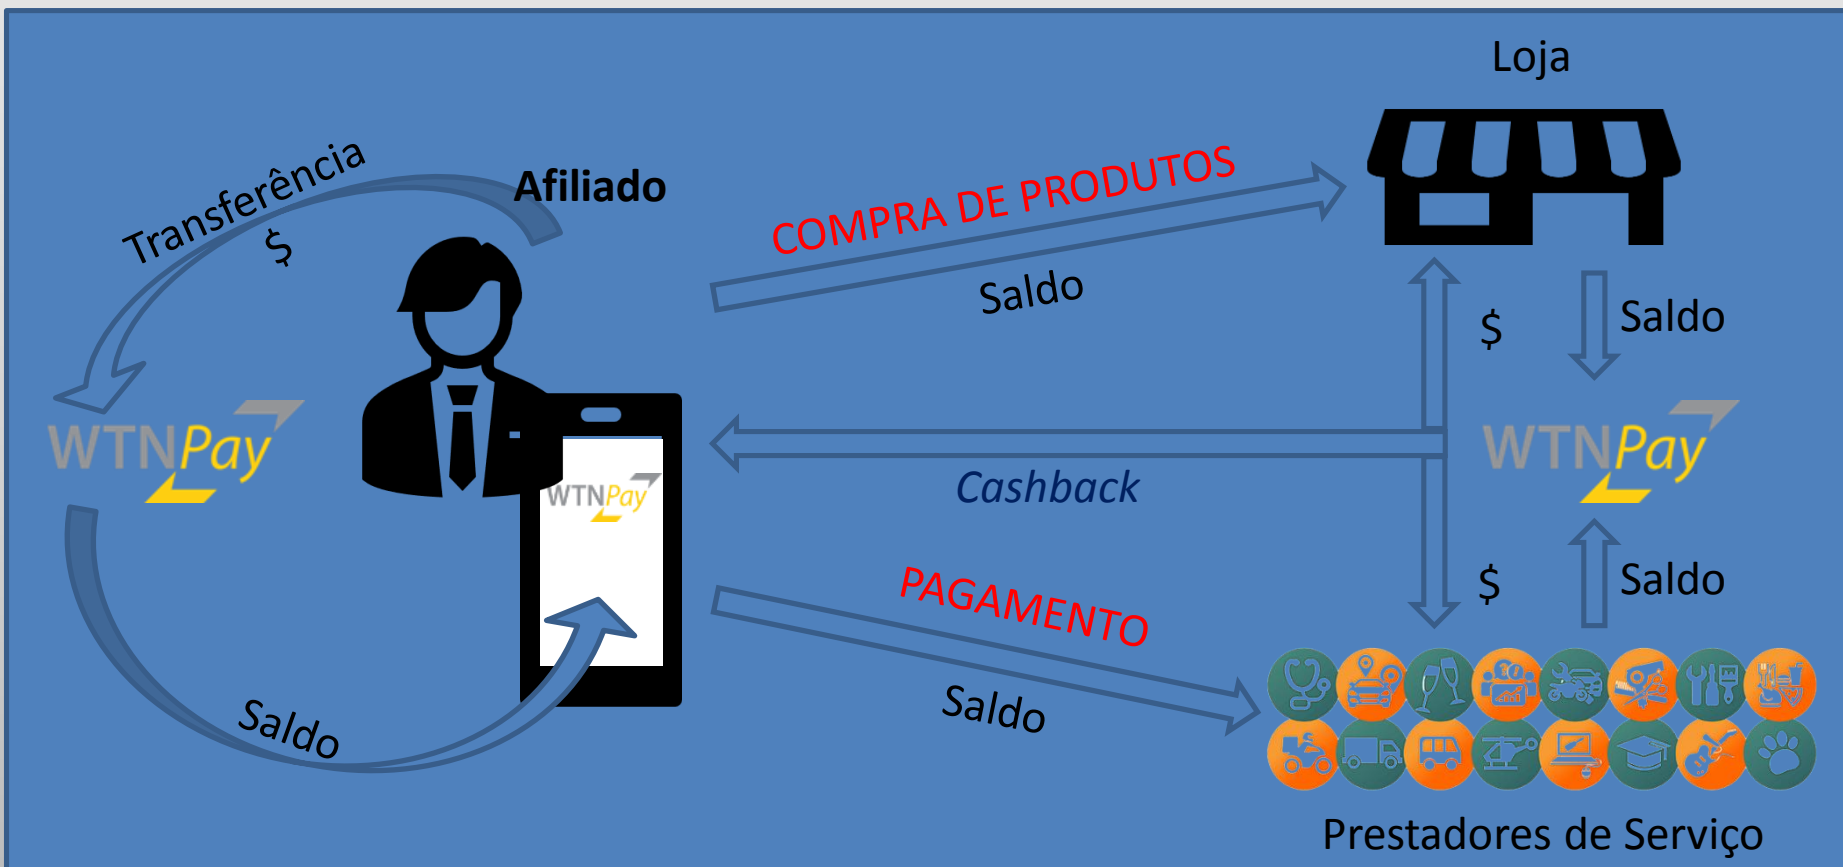 Loja
Transferência
$
Afiliado
COMPRA DE PRODUTOS
Saldo
$
Saldo
WTNPay
WTNPay
Cashback
WTNPay
PAGAMENTO
Saldo
$
Saldo
Saldo
Prestadores de Serviço